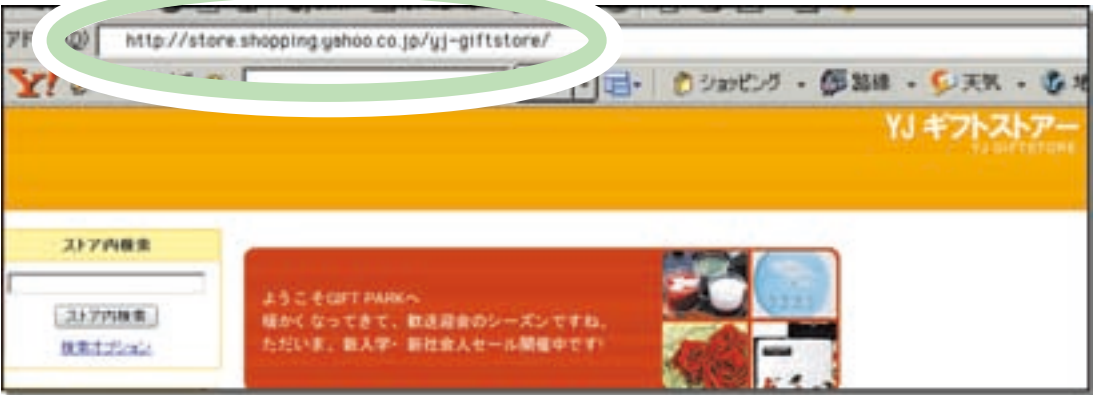 http://store.shopping.yahoo.co.jp/yj-giftstore/
Y!
ショッピング
路線
天気
YJ ギフトストアー
YJ GIFTSTORE
ストア内検索
ストア内検索
検索オプション
ようこそGIFT PARKへ
暖かくなってきて、歓送迎会のシーズンですね。
ただいま、新入学・新社会人セール開催中です!